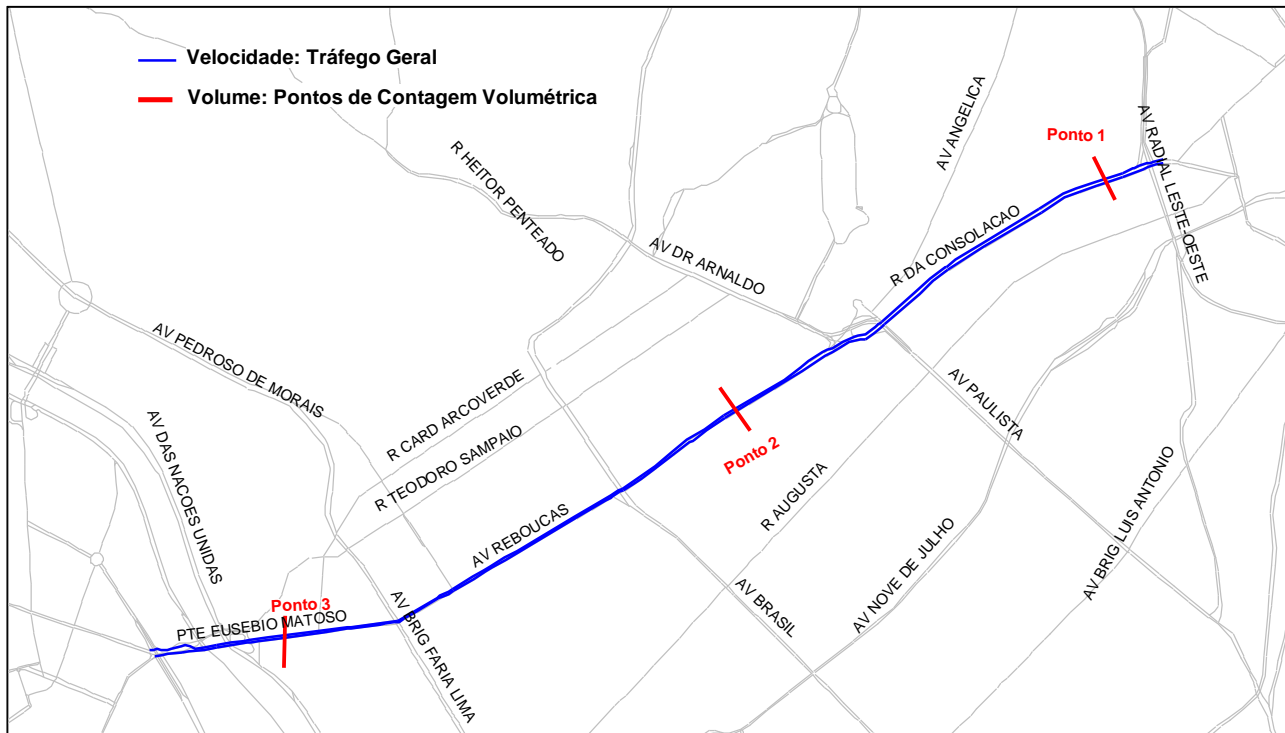 Velocidade: Tráfego Geral
Volume: Pontos de Contagem Volumétrica
AV ANGELICA
Ponto 1
AV RADIAL LESTE-OESTE
R HEITOR PENTEADO
R DA CONSOLACAO
AV DR ARNALDO
AV PEDROSO DE MORAIS
R CARD ARCOVERDE
AV PAULISTA
AV DAS NACOES UNIDAS
R TEODORO SAMPAIO
Ponto 2
R AUGUSTA
AV BRIG LUIS ANTONIO
AV REBOUCAS
AV NOVE DE JULHO
AV BRASIL
Ponto 3
PTE EUSEBIO MATOSO
AV BRIG FARIA LIMA